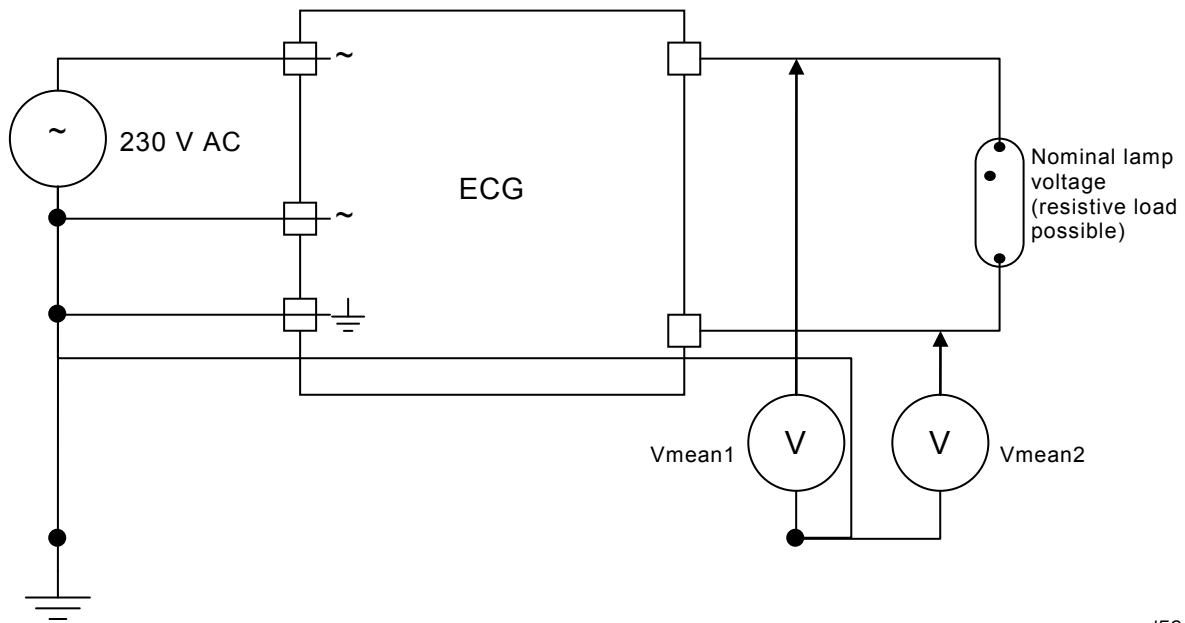 ~
~
230 V AC
ECG
Nominal lamp
voltage
(resistive load
possible)
~
V
V
Vmean1
Vmean2